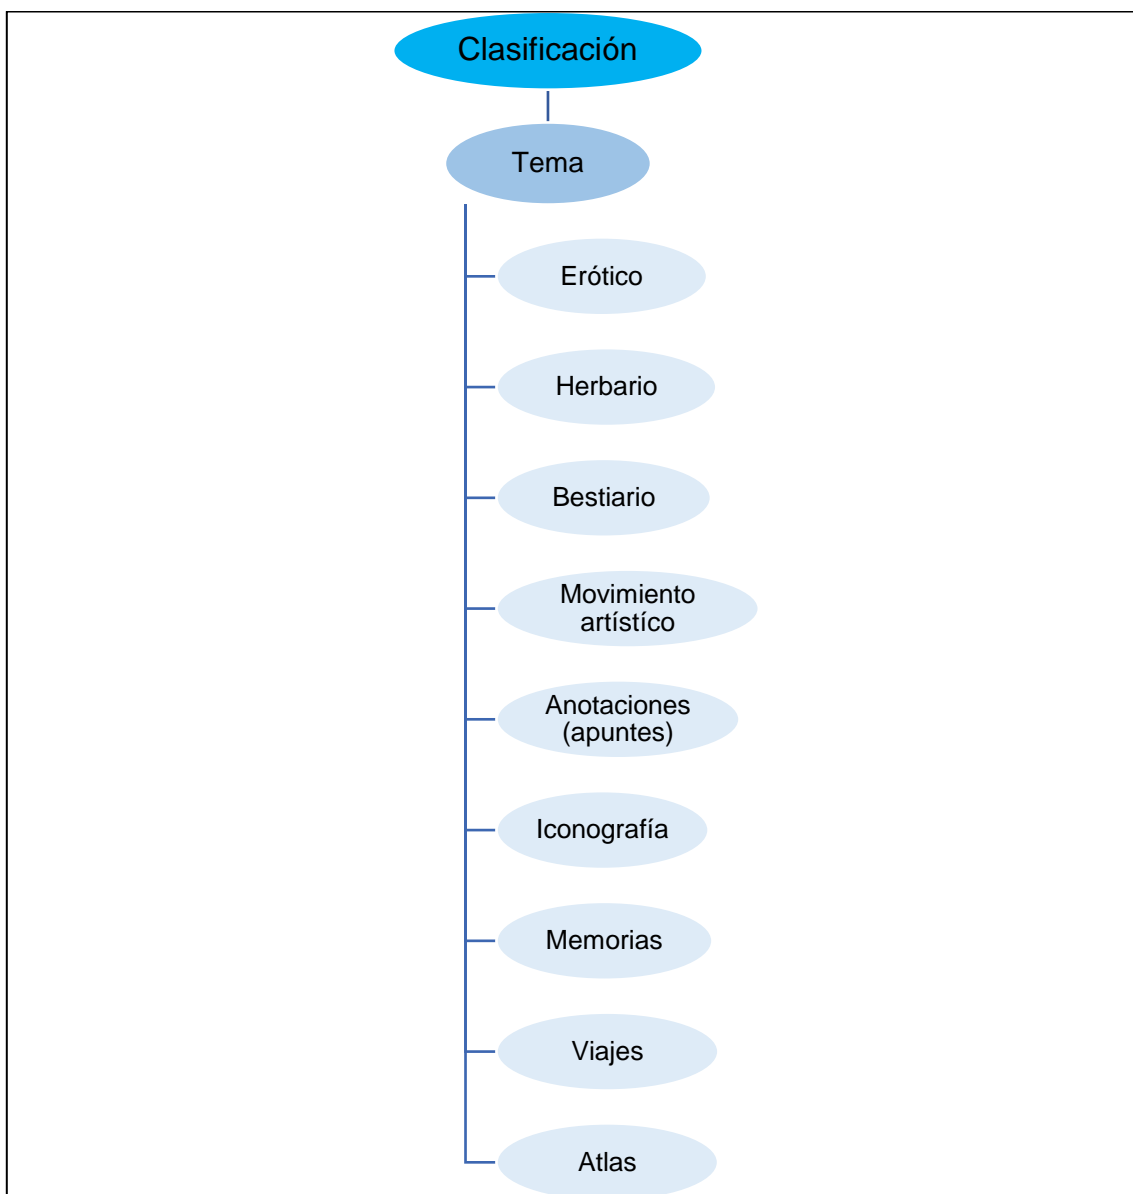 Clasificación
Tema
Erótico
Herbario
Bestiario
Movimiento
artístíco
Anotaciones
(apuntes)
Iconografía
Memorias
Viajes
Atlas